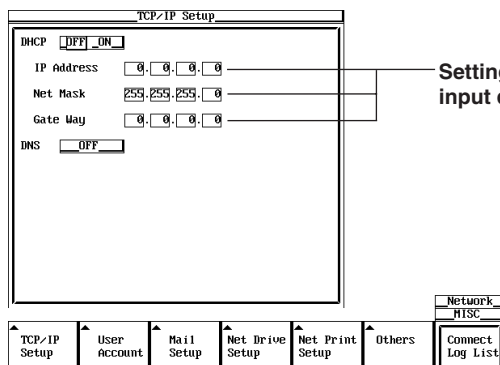 TCP/IP Setup
DHCP OFF ON
IP Address 0. 0. 0. 0
Setting
Net Mask 255.255.255. 0
input
Gate Way 0. 0. 0. 0
DNS OFF
Network
MISC
TCP/IP Setup
User Account
Mail Setup
Net Drive Setup
Net Print Setup
Others
Connect Log List